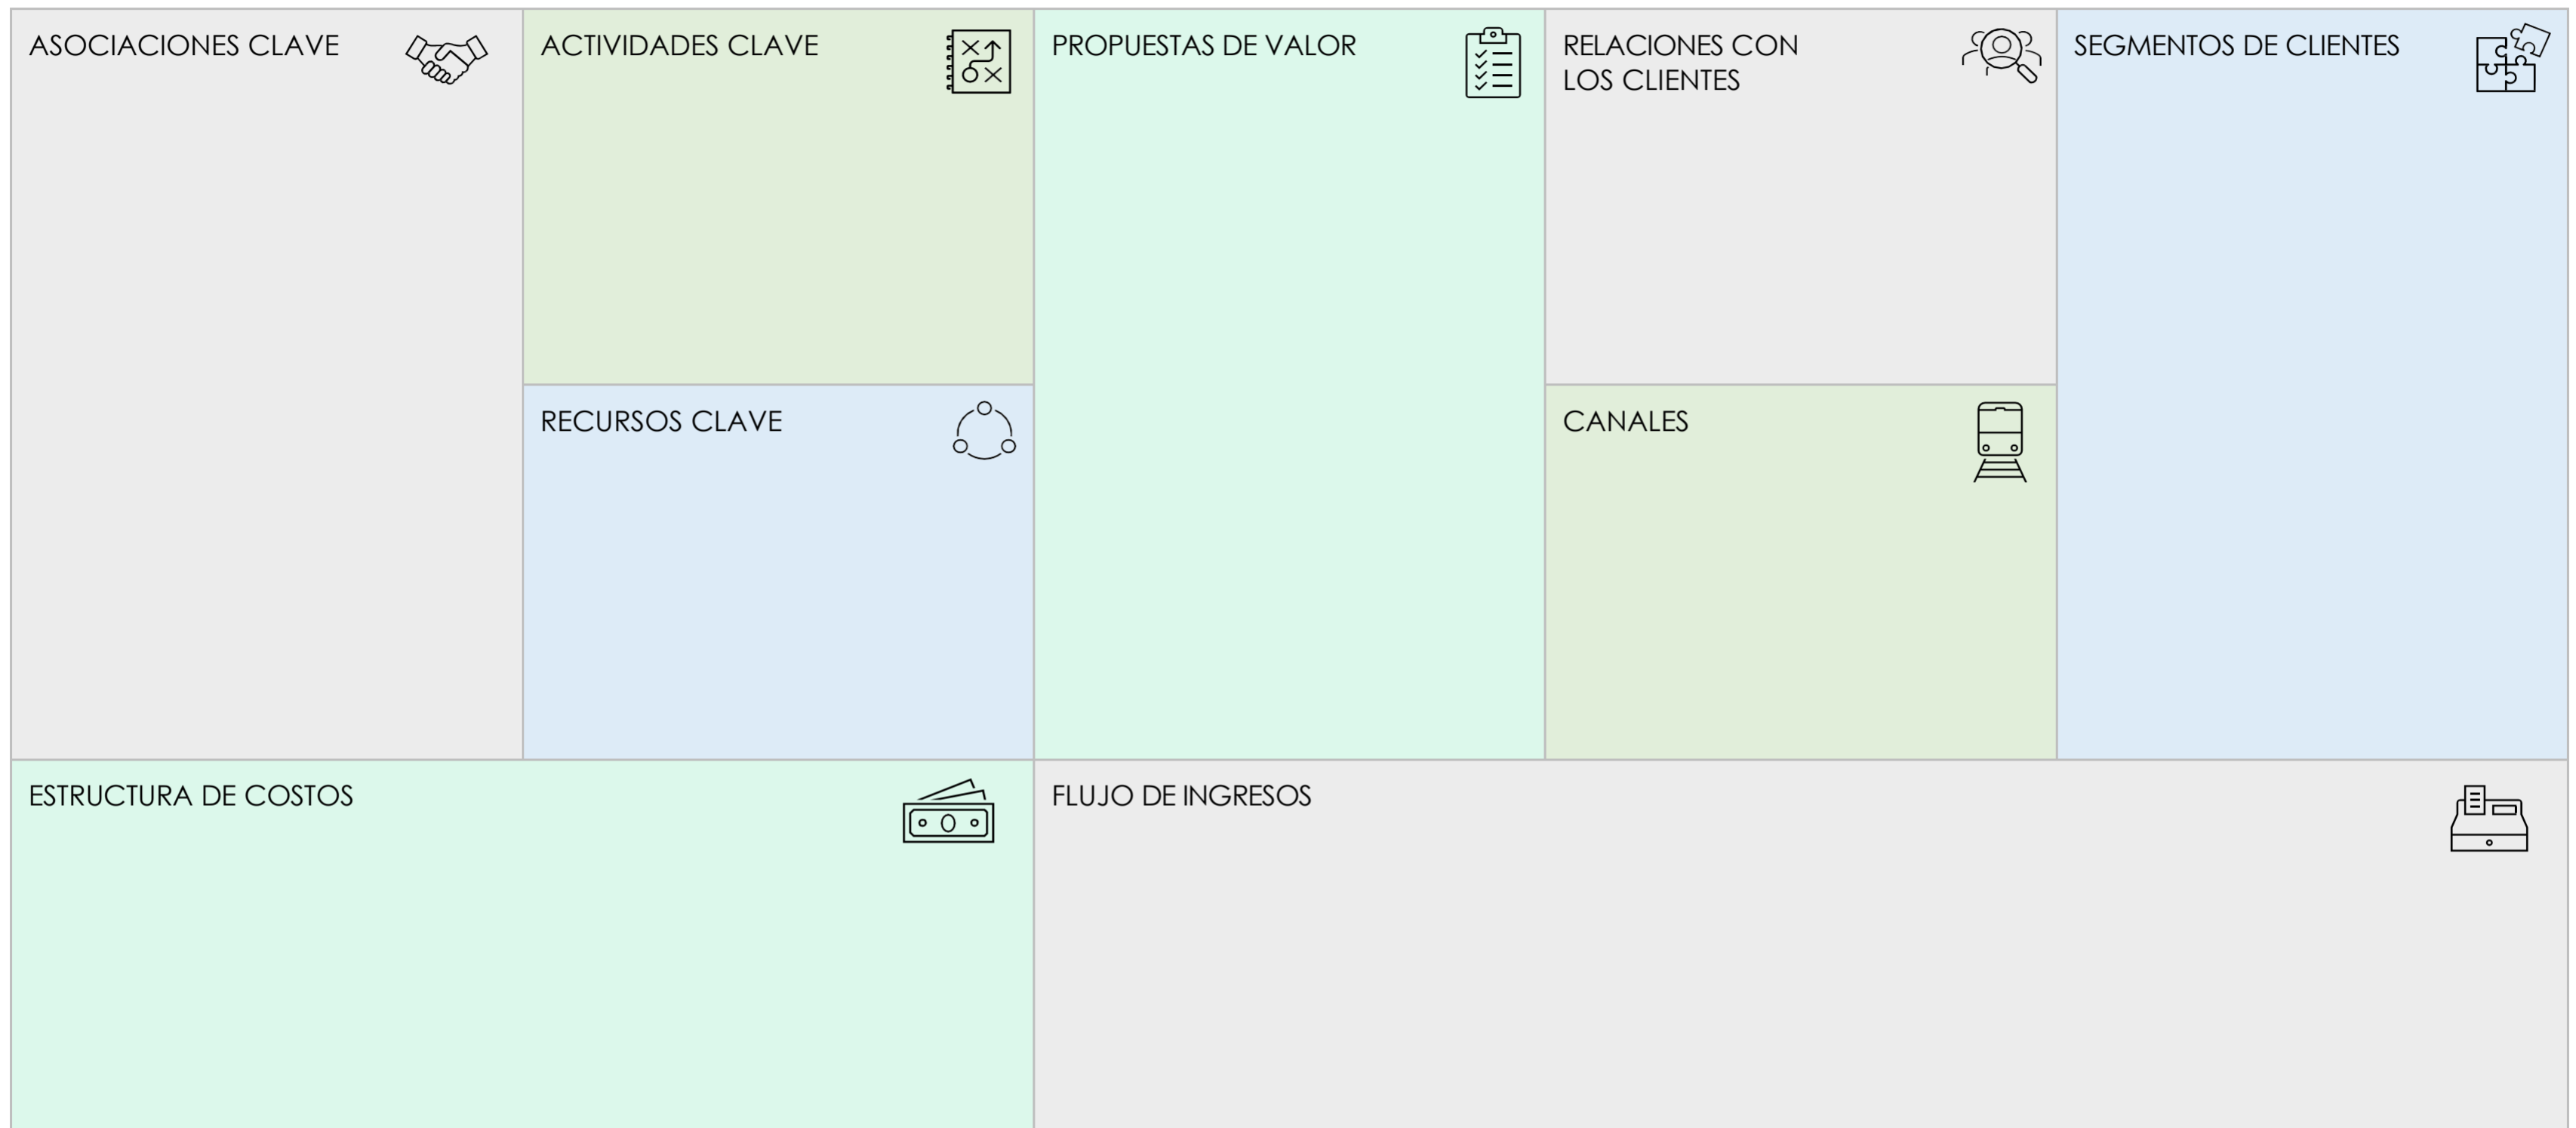 ASOCIACIONES CLAVE
ACTIVIDADES CLAVE
PROPUESTAS DE VALOR
RELACIONES CON
LOS CLIENTES
SEGMENTOS DE CLIENTES
RECURSOS CLAVE
CANALES
ESTRUCTURA DE COSTOS
FLUJO DE INGRESOS